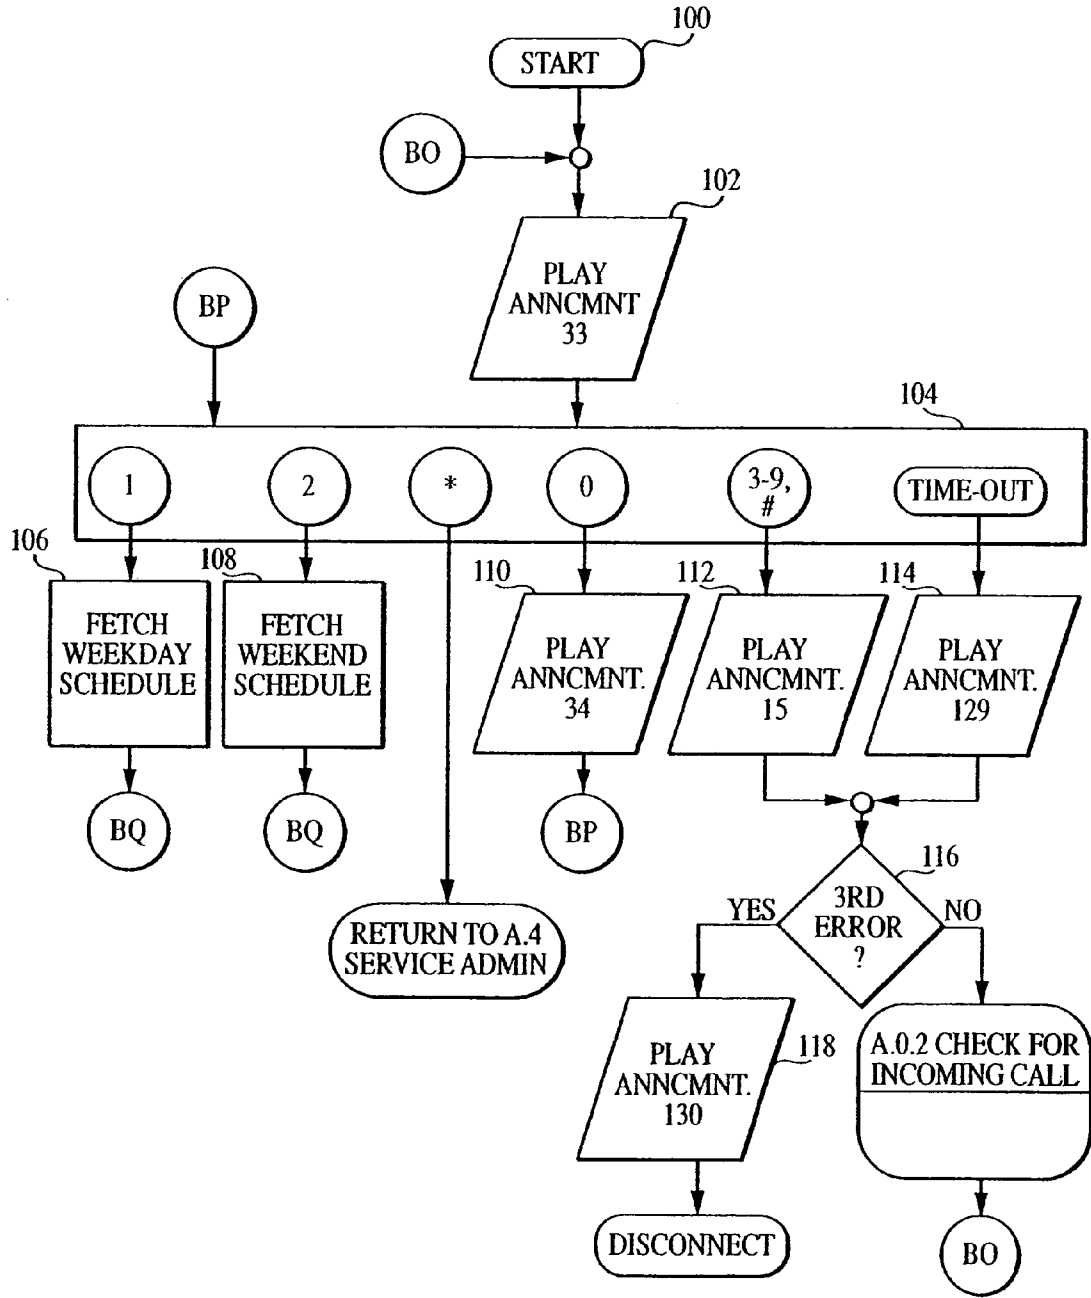 100
START
BO
102
PLAY
ANNCMNT
33
BP
104
1
2
*
0
3-9,
#
TIME-OUT
106
108
110
112
114
FETCH
WEEKDAY
SCHEDULE
FETCH
WEEKEND
SCHEDULE
PLAY
ANNCMNT.
34
PLAY
ANNCMNT.
15
PLAY
ANNCMNT.
129
BQ
BQ
BP
116
3RD
ERROR
?
YES
NO
RETURN TO A.4
SERVICE ADMIN
118
PLAY
ANNCMNT.
130
A.0.2 CHECK FOR
INCOMING CALL
DISCONNECT
BO